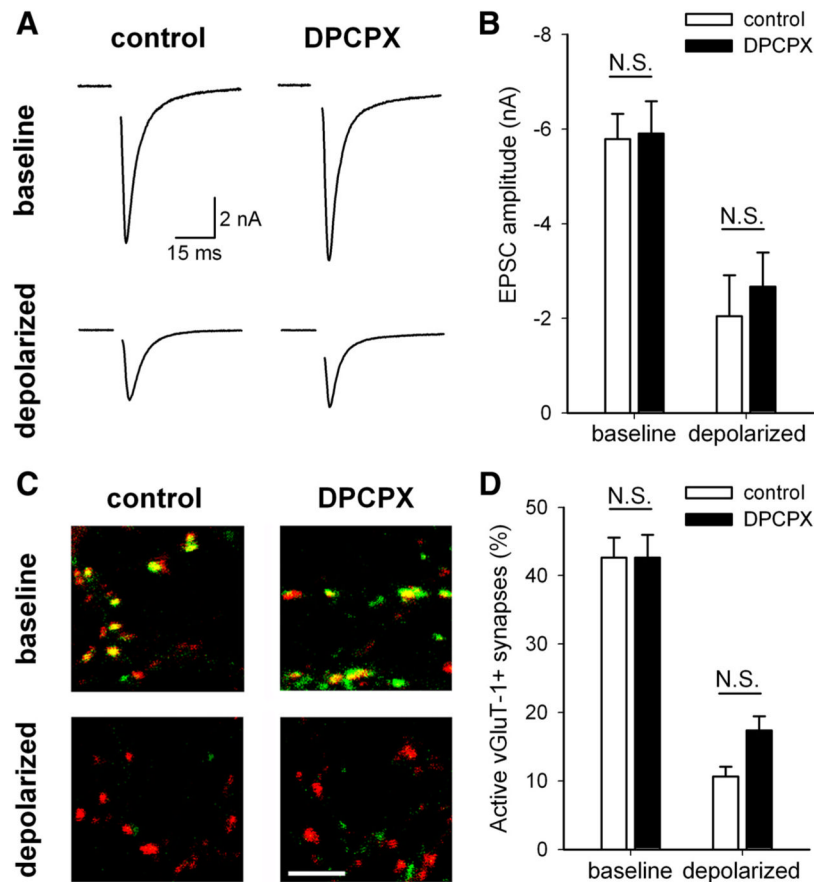 A
control DPCPX
baseline
2 nA
15 ms
depolarized
B
control
DPCPX
EPSC amplitude (nA)
-8
-6
-4
-2
0
N.S.
N.S.
baseline depolarized
C
control DPCPX
baseline
depolarized
D
control
DPCPX
Active vGluT-1+ synapses (%)
50
40
30
20
10
0
N.S.
N.S.
baseline depolarized